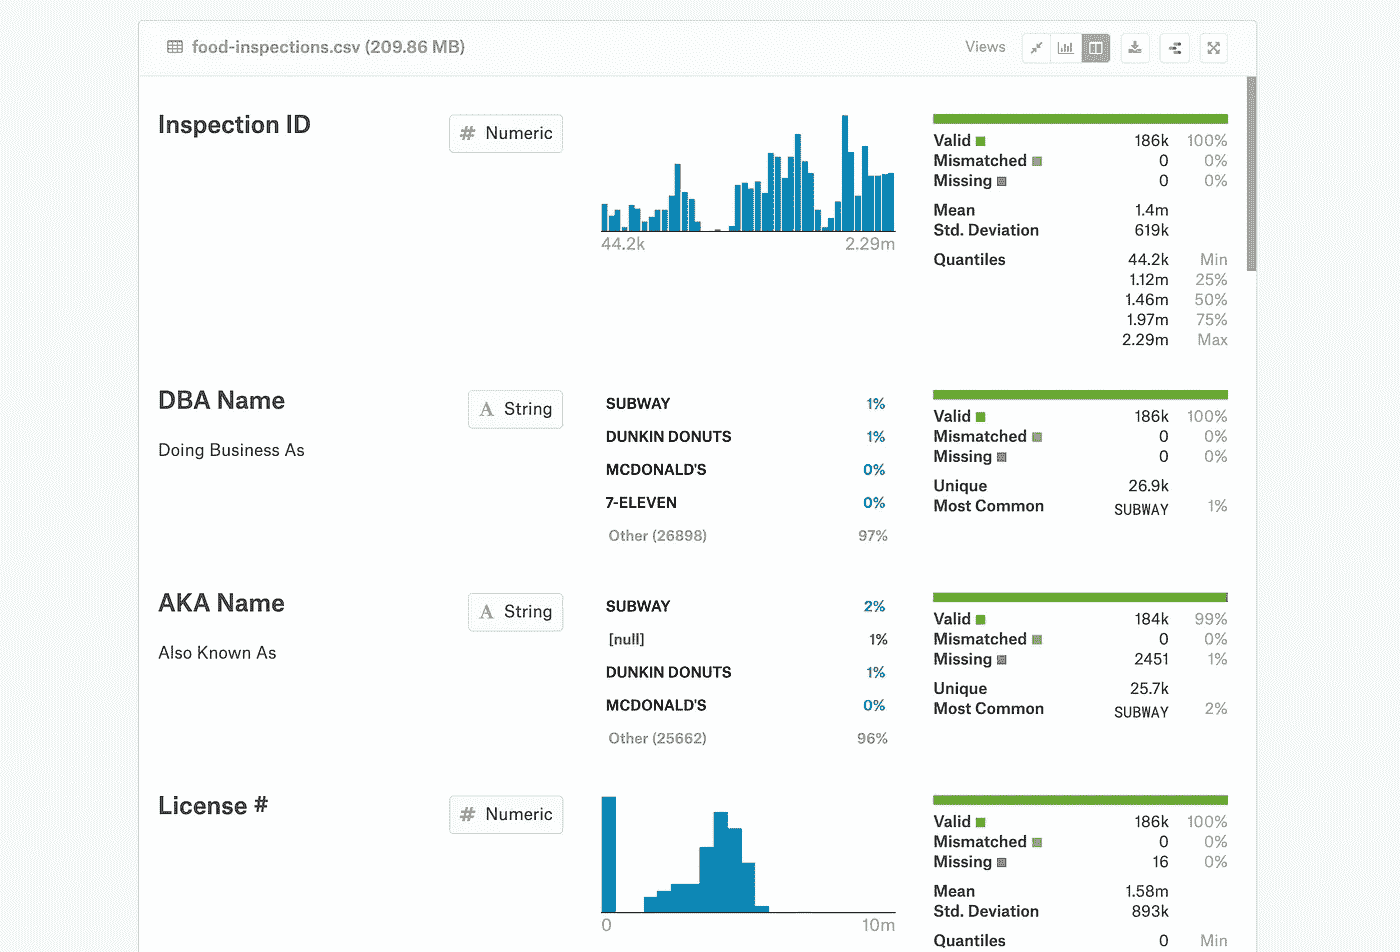 food-inspections.csv (209.86 MB)
Views
Inspection ID
# Numeric
44.2k 2.29m
Valid 186k 100%
Mismatched 0 0%
Missing 0 0%
Mean 1.4m
Std. Deviation 619k
Quantiles 44.2k Min
1.12m 25%
1.46m 50%
1.97m 75%
2.29m Max
DBA Name
Doing Business As
A String
SUBWAY 1%
DUNKIN DONUTS 1%
MCDONALD'S 0%
7-ELEVEN 0%
Other (26898) 97%
Valid 186k 100%
Mismatched 0 0%
Missing 0 0%
Unique 26.9k
Most Common SUBWAY 1%
AKA Name
Also Known As
A String
SUBWAY 2%
[null] 1%
DUNKIN DONUTS 1%
MCDONALD'S 0%
Other (25662) 96%
Valid 184k 99%
Mismatched 0 0%
Missing 2451 1%
Unique 25.7k
Most Common SUBWAY 2%
License #
# Numeric
0 10m
Valid 186k 100%
Mismatched 0 0%
Missing 16 0%
Mean 1.58m
Std. Deviation 893k
Quantiles 0 Min